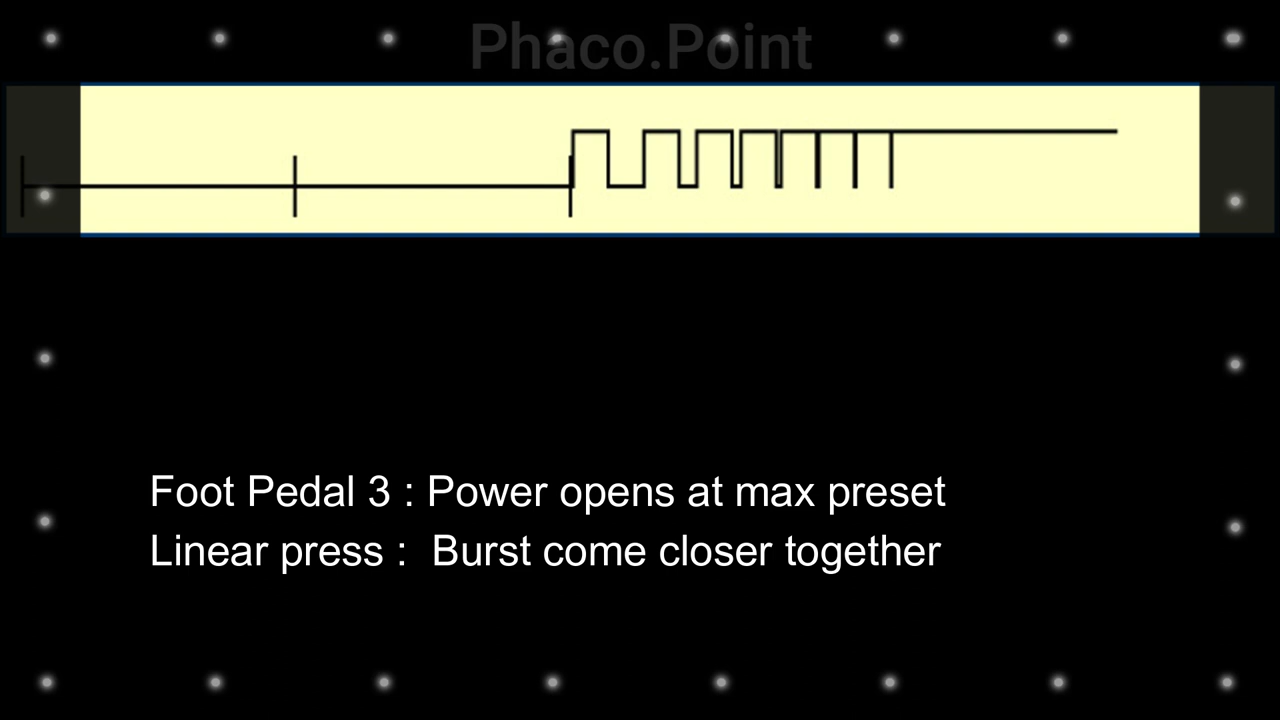 Phaco.Point
Foot Pedal 3 : Power opens at max preset
Linear press :  Burst come closer together